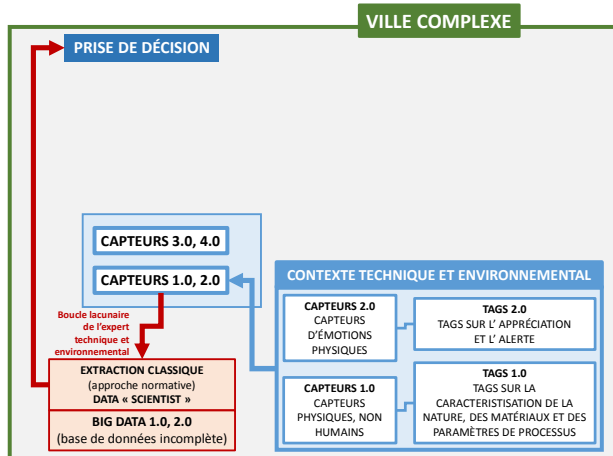 VILLE COMPLEXE
PRISE DE DÉCISION
CAPTEURS 3.0, 4.0
CAPTEURS 1.0, 2.0
Boucle lacunaire
de l'expert
technique et
environnemental
EXTRACTION CLASSIQUE
(approche normative)
DATA « SCIENTIST »
BIG DATA 1.0, 2.0
(base de données incomplète)
CONTEXTE TECHNIQUE ET ENVIRONNEMENTAL
CAPTEURS 2.0
CAPTEURS
D'ÉMOTIONS
PHYSIQUES
TAGS 2.0
TAGS SUR L' APPRÉCIATION
ET L' ALERTE
CAPTEURS 1.0
CAPTEURS
PHYSIQUES, NON
HUMAINS
TAGS 1.0
TAGS SUR LA
CARACTERISTISATION DE LA
NATURE, DES MATÉRIAUX ET DES
PARAMÈTRES DE PROCESSUS